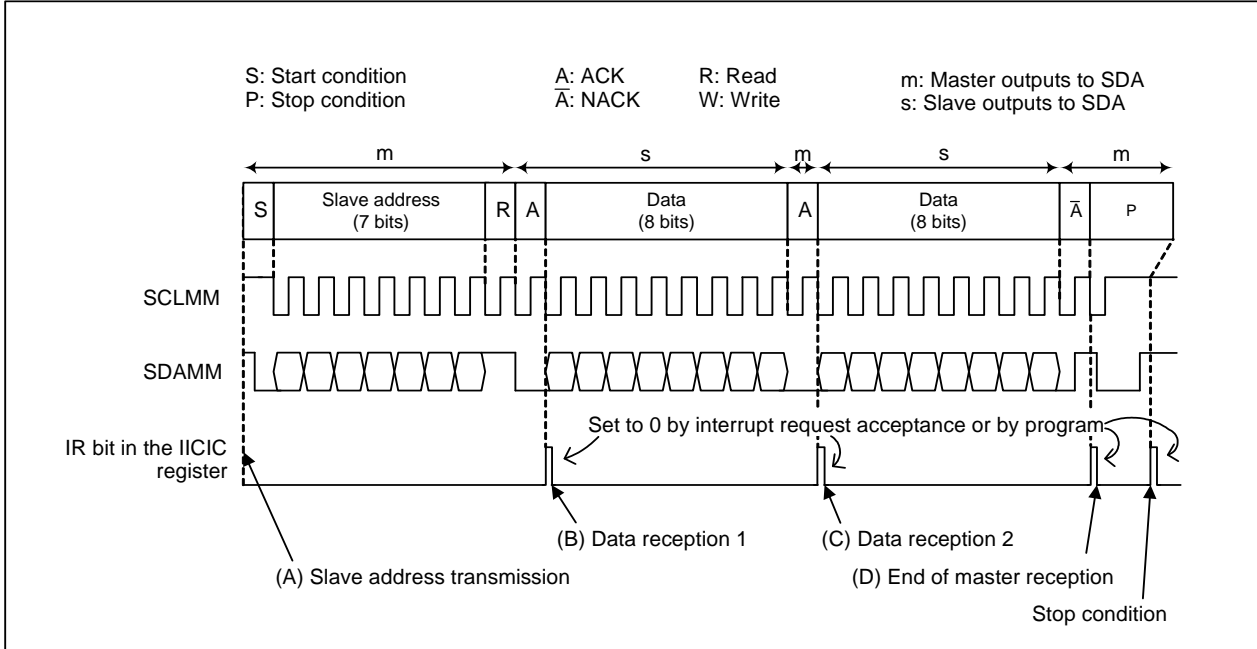 S: Start condition
P: Stop condition
A: ACK
A̅: NACK
R: Read
W: Write
m: Master outputs to SDA
s: Slave outputs to SDA
m s m s m
S Slave address (7 bits) R A Data (8 bits) A Data (8 bits) A̅ P
SCLMM
SDAMM
Set to 0 by interrupt request acceptance or by program
IR bit in the IICIC
register
(B) Data reception 1
(C) Data reception 2
(A) Slave address transmission
(D) End of master reception
Stop condition